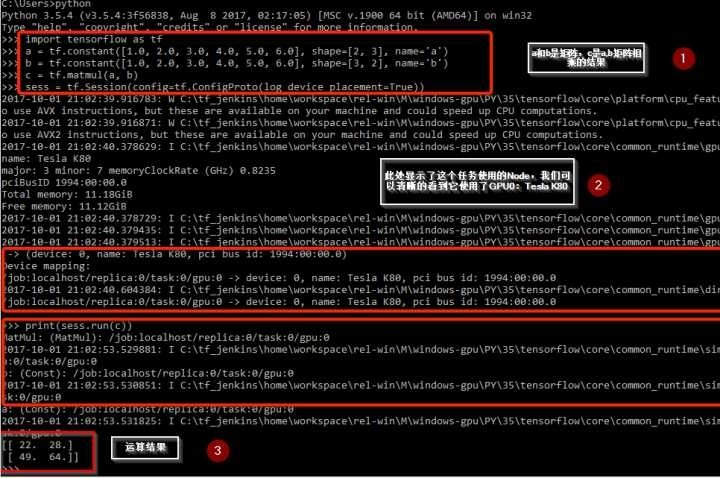 C:\Users>python
Python 3.5.4 (v3.5.4:3f56838, Aug  8 2017, 02:17:05) [MSC v.1900 64 bit (AMD64)] on win32
Type "help", "copyright", "credits" or "license" for more information.
>>> import tensorflow as tf
>>> a = tf.constant([1.0, 2.0, 3.0, 4.0, 5.0, 6.0], shape=[2, 3], name='a')
>>> b = tf.constant([1.0, 2.0, 3.0, 4.0, 5.0, 6.0], shape=[3, 2], name='b')
>>> c = tf.matmul(a, b)
>>> sess = tf.Session(config=tf.ConfigProto(log_device_placement=True))
a和b是矩阵,c是a,b矩阵相
乘的结果
1
2017-10-01 21:02:39.916783: W C:\tf_jenkins\home\workspace\rel-win\M\windows-gpu\PY\35\tensorflow\core\platform\cpu_featu
o use AVX instructions, but these are available on your machine and could speed up CPU computations.
2017-10-01 21:02:39.916871: W C:\tf_jenkins\home\workspace\rel-win\M\windows-gpu\PY\35\tensorflow\core\platform\cpu_featu
o use AVX2 instructions, but these are available on your machine and could speed up CPU computations.
2017-10-01 21:02:40.378629: I C:\tf_jenkins\home\workspace\rel-win\M\windows-gpu\PY\35\tensorflow\core\common_runtime\gpu
name: Tesla K80
major: 3 minor: 7 memoryClockRate (GHz) 0.8235
pciBusID 1994:00:00.0
Total memory: 11.18GiB
Free memory: 11.12GiB
此处显示了这个任务使用的Node,我们可
以清晰的看到它使用了GPU0:Tesla K80
2
2017-10-01 21:02:40.378729: I C:\tf_jenkins\home\workspace\rel-win\M\windows-gpu\PY\35\tensorflow\core\common_runtime\gpu
2017-10-01 21:02:40.379435: I C:\tf_jenkins\home\workspace\rel-win\M\windows-gpu\PY\35\tensorflow\core\common_runtime\gpu
2017-10-01 21:02:40.379513: I C:\tf_jenkins\home\workspace\rel-win\M\windows-gpu\PY\35\tensorflow\core\common_runtime\gpu
-> (device: 0, name: Tesla K80, pci bus id: 1994:00:00.0)
Device mapping:
/job:localhost/replica:0/task:0/gpu:0 -> device: 0, name: Tesla K80, pci bus id: 1994:00:00.0
2017-10-01 21:02:40.604384: I C:\tf_jenkins\home\workspace\rel-win\M\windows-gpu\PY\35\tensorflow\core\common_runtime\dir
/job:localhost/replica:0/task:0/gpu:0 -> device: 0, name: Tesla K80, pci bus id: 1994:00:00.0
>>> print(sess.run(c))
MatMul: (MatMul): /job:localhost/replica:0/task:0/gpu:0
2017-10-01 21:02:53.529881: I C:\tf_jenkins\home\workspace\rel-win\M\windows-gpu\PY\35\tensorflow\core\common_runtime\sim
a:0/task:0/gpu:0
b: (Const): /job:localhost/replica:0/task:0/gpu:0
2017-10-01 21:02:53.530851: I C:\tf_jenkins\home\workspace\rel-win\M\windows-gpu\PY\35\tensorflow\core\common_runtime\sim
sk:0/gpu:0
a: (Const): /job:localhost/replica:0/task:0/gpu:0
2017-10-01 21:02:53.531825: I C:\tf_jenkins\home\workspace\rel-win\M\windows-gpu\PY\35\tensorflow\core\common_runtime\sim
sk:0/gpu:0
[[ 22.  28.]
 [ 49.  64.]]
运算结果
3
>>>